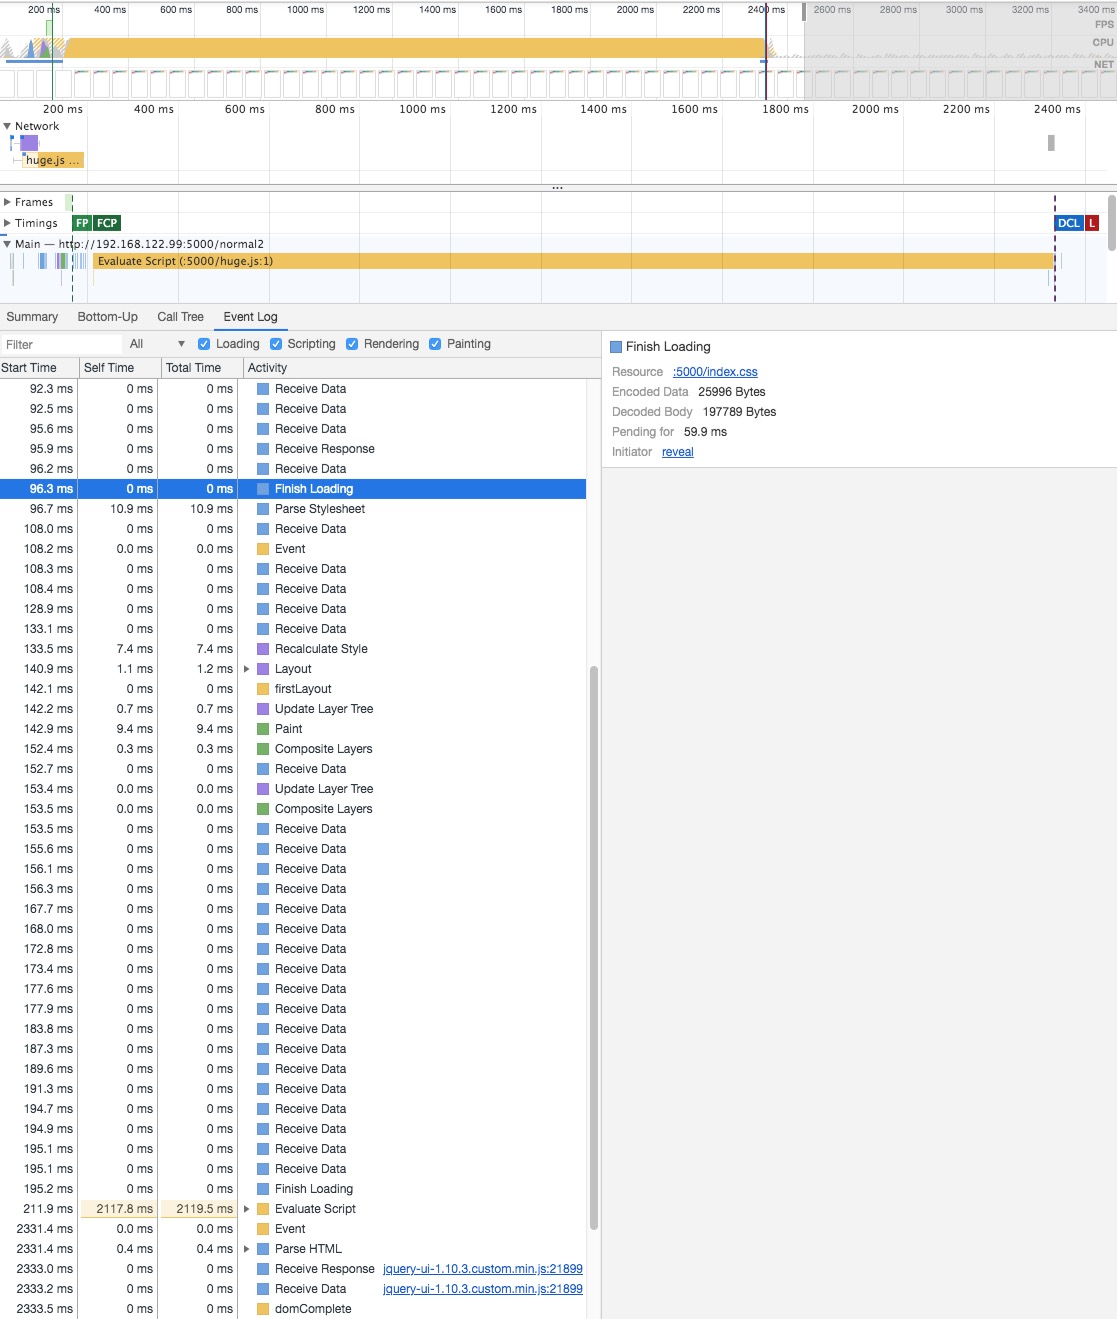 200 ms 400 ms 600 ms 800 ms 1000 ms 1200 ms 1400 ms 1600 ms 1800 ms 2000 ms 2200 ms 2400 ms 2600 ms 2800 ms 3000 ms 3200 ms 3400 ms
FPS
CPU
NET
200 ms 400 ms 600 ms 800 ms 1000 ms 1200 ms 1400 ms 1600 ms 1800 ms 2000 ms 2200 ms 2400 ms
Network
huge.js ...
...
Frames
Timings FP FCP DCL L
Main — http://192.168.122.99:5000/normal2
Evaluate Script (:5000/huge.js:1)
Summary Bottom-Up Call Tree Event Log
Filter All Loading Scripting Rendering Painting
Start Time Self Time Total Time Activity
92.3 ms 0 ms 0 ms Receive Data
92.5 ms 0 ms 0 ms Receive Data
95.6 ms 0 ms 0 ms Receive Data
95.9 ms 0 ms 0 ms Receive Response
96.2 ms 0 ms 0 ms Receive Data
96.3 ms 0 ms 0 ms Finish Loading
96.7 ms 10.9 ms 10.9 ms Parse Stylesheet
108.0 ms 0 ms 0 ms Receive Data
108.2 ms 0.0 ms 0.0 ms Event
108.3 ms 0 ms 0 ms Receive Data
108.4 ms 0 ms 0 ms Receive Data
128.9 ms 0 ms 0 ms Receive Data
133.1 ms 0 ms 0 ms Receive Data
133.5 ms 7.4 ms 7.4 ms Recalculate Style
140.9 ms 1.1 ms 1.2 ms Layout
142.1 ms 0 ms 0 ms firstLayout
142.2 ms 0.7 ms 0.7 ms Update Layer Tree
142.9 ms 9.4 ms 9.4 ms Paint
152.4 ms 0.3 ms 0.3 ms Composite Layers
152.7 ms 0 ms 0 ms Receive Data
153.4 ms 0.0 ms 0.0 ms Update Layer Tree
153.5 ms 0.0 ms 0.0 ms Composite Layers
153.5 ms 0 ms 0 ms Receive Data
155.6 ms 0 ms 0 ms Receive Data
156.1 ms 0 ms 0 ms Receive Data
156.3 ms 0 ms 0 ms Receive Data
167.7 ms 0 ms 0 ms Receive Data
168.0 ms 0 ms 0 ms Receive Data
172.8 ms 0 ms 0 ms Receive Data
173.4 ms 0 ms 0 ms Receive Data
177.6 ms 0 ms 0 ms Receive Data
177.9 ms 0 ms 0 ms Receive Data
183.8 ms 0 ms 0 ms Receive Data
187.3 ms 0 ms 0 ms Receive Data
189.6 ms 0 ms 0 ms Receive Data
191.3 ms 0 ms 0 ms Receive Data
194.7 ms 0 ms 0 ms Receive Data
194.9 ms 0 ms 0 ms Receive Data
195.1 ms 0 ms 0 ms Receive Data
195.1 ms 0 ms 0 ms Receive Data
195.2 ms 0 ms 0 ms Finish Loading
211.9 ms 2117.8 ms 2119.5 ms Evaluate Script
2331.4 ms 0.0 ms 0.0 ms Event
2331.4 ms 0.4 ms 0.4 ms Parse HTML
2333.0 ms 0 ms 0 ms Receive Response jquery-ui-1.10.3.custom.min.js:21899
2333.2 ms 0 ms 0 ms Receive Data jquery-ui-1.10.3.custom.min.js:21899
2333.5 ms 0 ms 0 ms domComplete
Finish Loading
Resource :5000/index.css
Encoded Data 25996 Bytes
Decoded Body 197789 Bytes
Pending for 59.9 ms
Initiator reveal